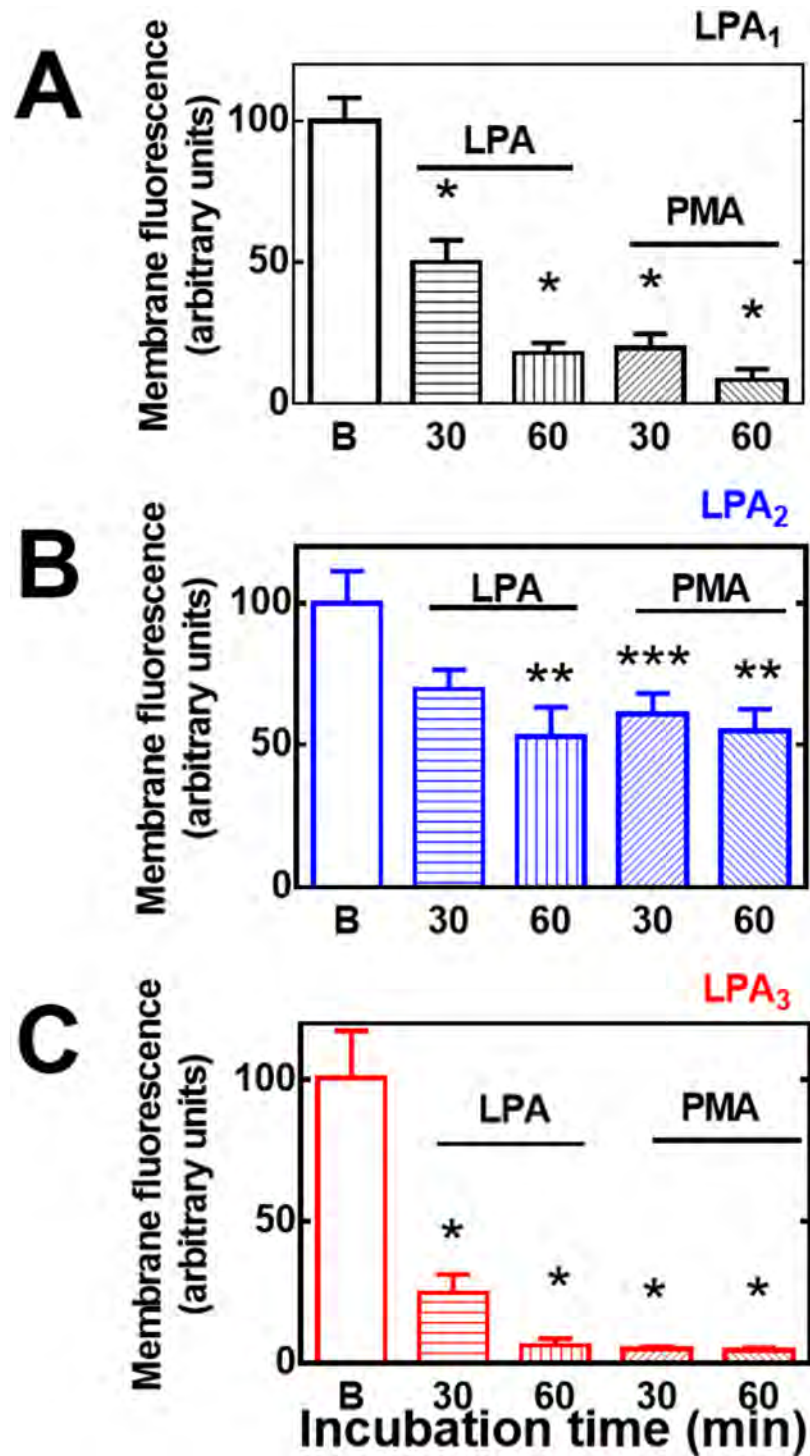 A
LPA₁
Membrane fluorescence
(arbitrary units)
100
50
0
LPA
PMA
*
*
*
*
B
30
60
30
60
B
LPA₂
Membrane fluorescence
(arbitrary units)
100
50
0
LPA
PMA
**
***
**
B
30
60
30
60
C
LPA₃
Membrane fluorescence
(arbitrary units)
100
50
0
LPA
PMA
*
*
*
*
B
30
60
30
60
Incubation time (min)